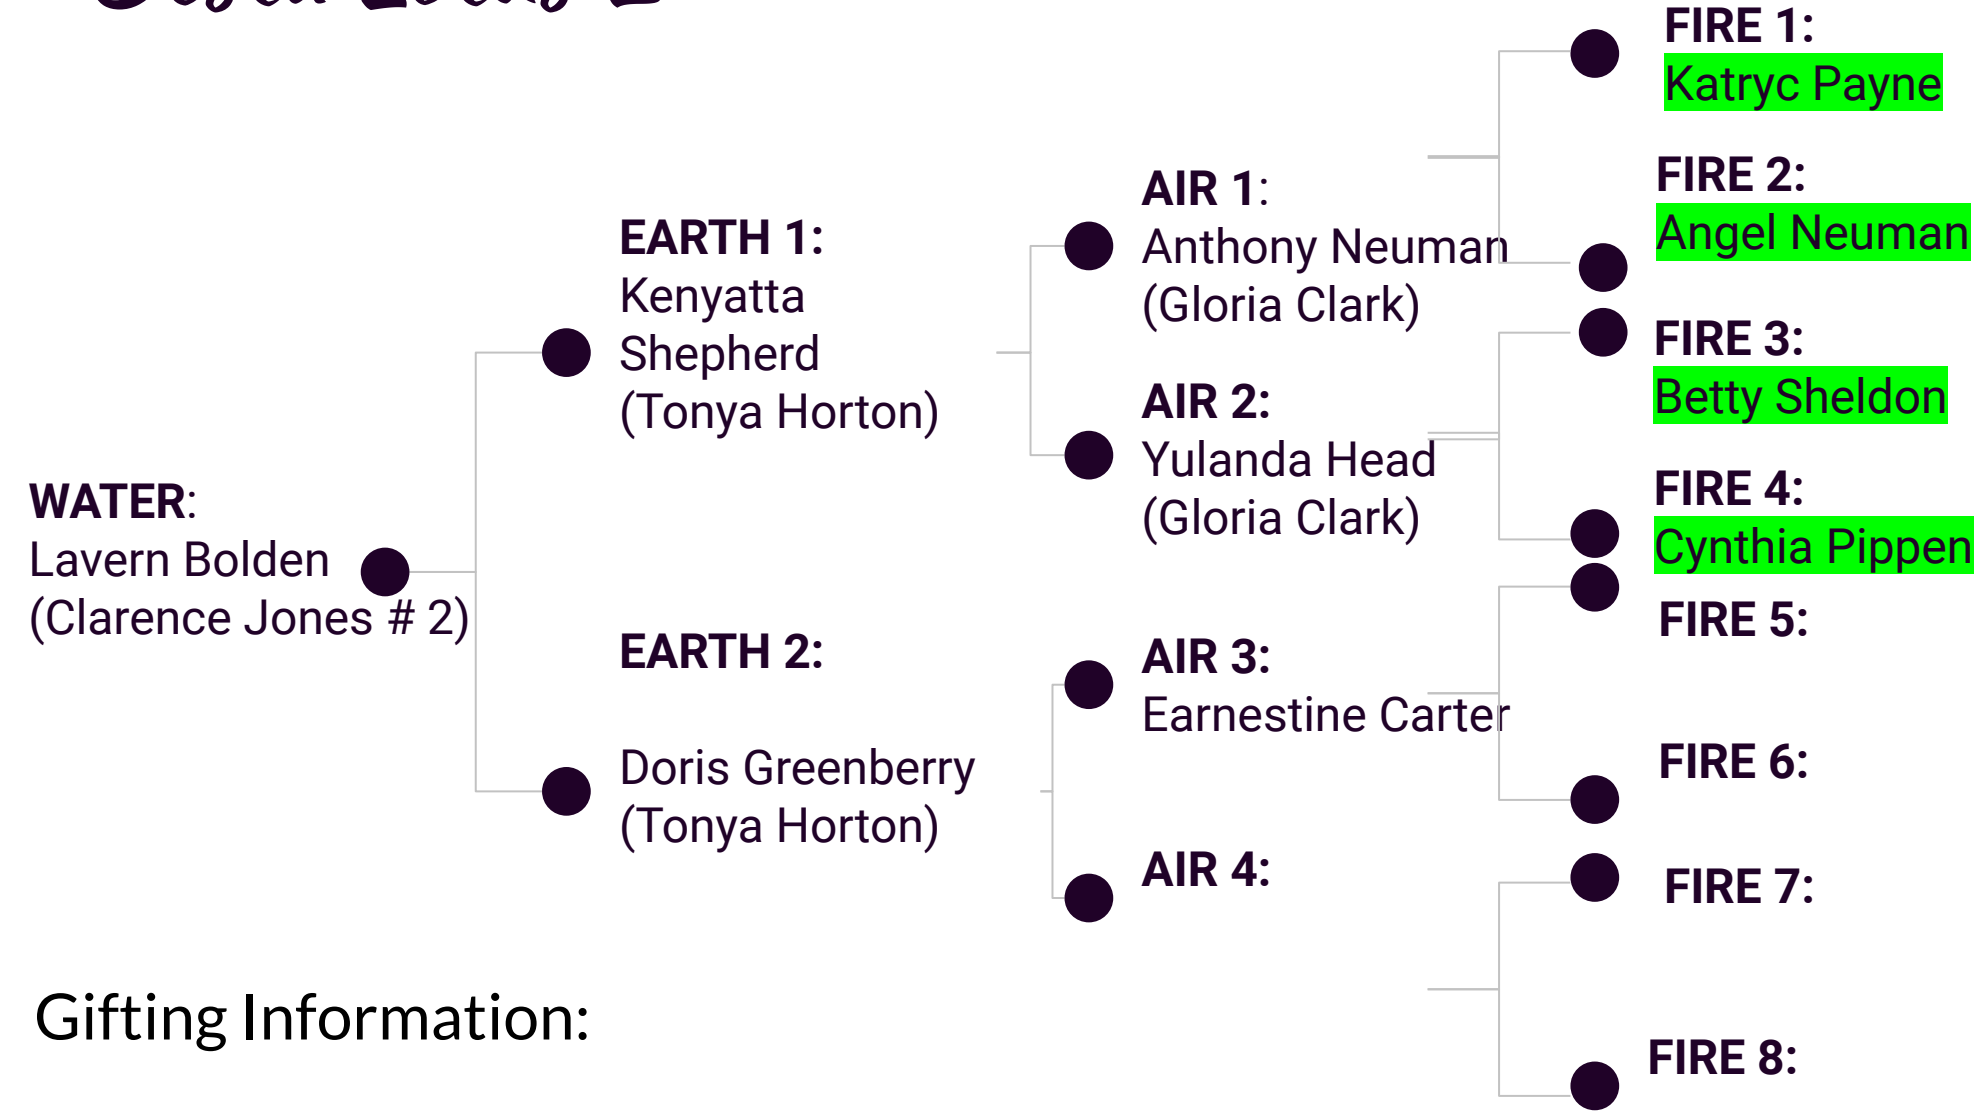 WATER:
Lavern Bolden
(Clarence Jones # 2)
EARTH 1:
Kenyatta
Shepherd
(Tonya Horton)
EARTH 2:
Doris Greenberry
(Tonya Horton)
AIR 1:
Anthony Neuman
(Gloria Clark)
AIR 2:
Yulanda Head
(Gloria Clark)
AIR 3:
Earnestine Carter
AIR 4:
FIRE 1:
Katryc Payne
FIRE 2:
Angel Neuman
FIRE 3:
Betty Sheldon
FIRE 4:
Cynthia Pippen
FIRE 5:
FIRE 6:
FIRE 7:
FIRE 8:
Gifting Information: